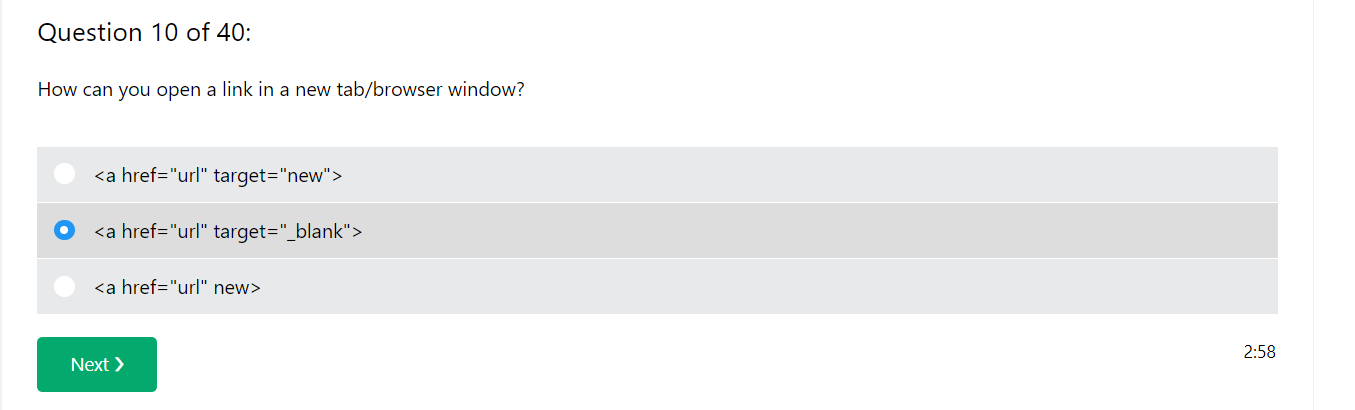 Question 10 of 40:
How can you open a link in a new tab/browser window?
<a href="url" target="new">
<a href="url" target="_blank">
<a href="url" new>
Next ❯
2:58